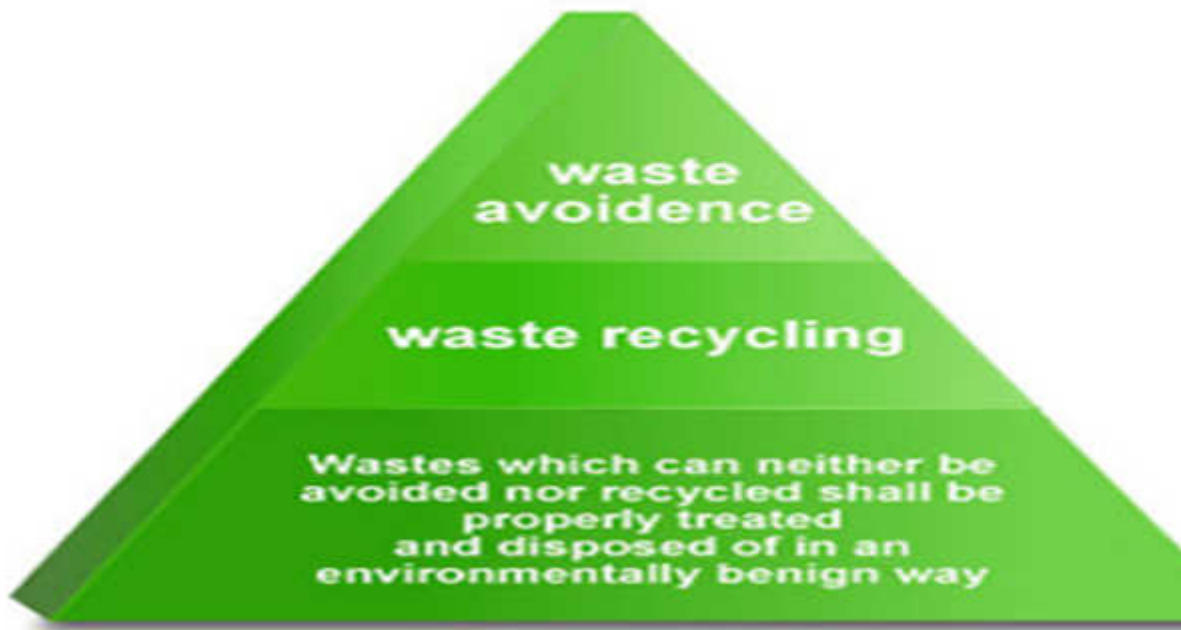 waste
avoidence
waste recycling
Wastes which can neither be
avoided nor recycled shall be
properly treated
and disposed of in an
environmentally benign way